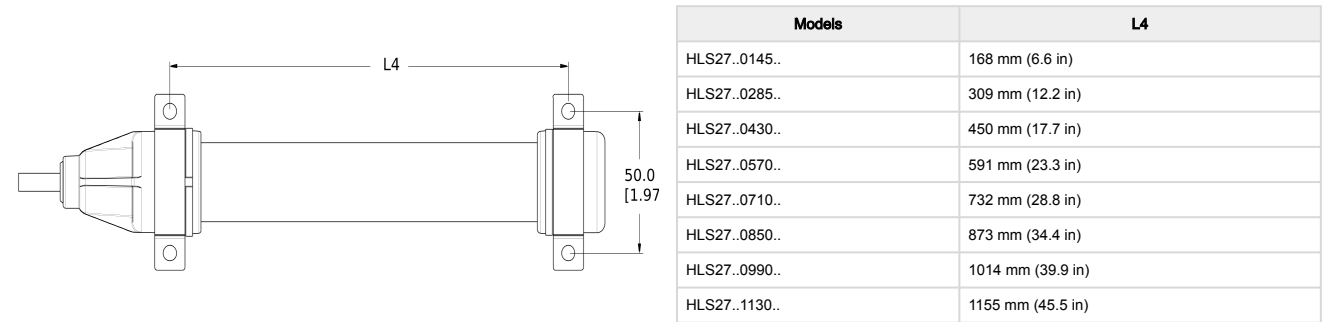 L4
50.0
[1.97
Models L4
HLS27..0145.. 168 mm (6.6 in)
HLS27..0285.. 309 mm (12.2 in)
HLS27..0430.. 450 mm (17.7 in)
HLS27..0570.. 591 mm (23.3 in)
HLS27..0710.. 732 mm (28.8 in)
HLS27..0850.. 873 mm (34.4 in)
HLS27..0990.. 1014 mm (39.9 in)
HLS27..1130.. 1155 mm (45.5 in)